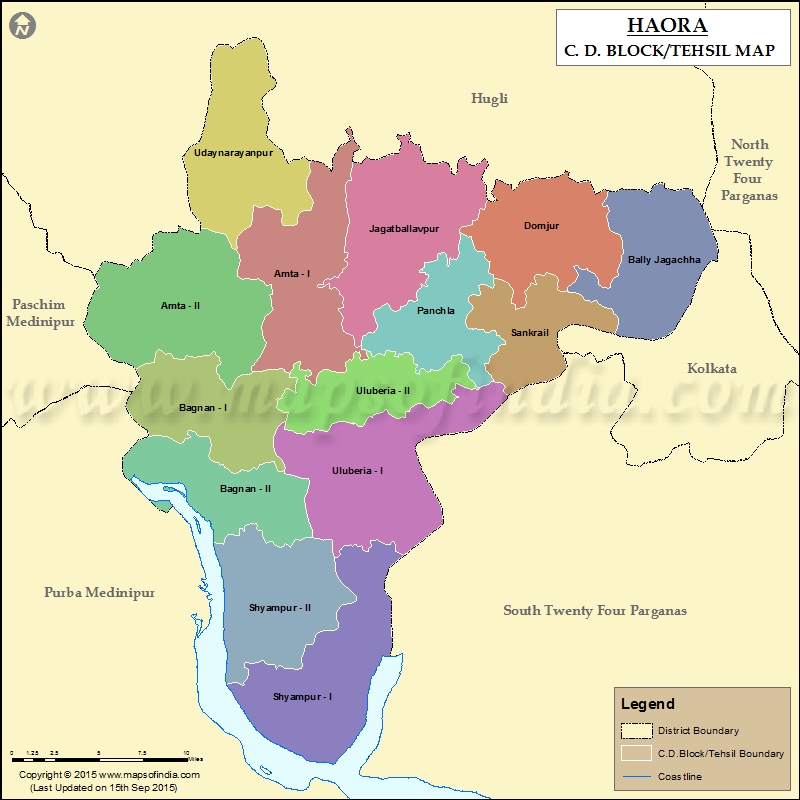 N
HAORA
C. D. BLOCK/TEHSIL MAP
Hugli
North
Twenty
Four
Parganas
Udaynarayanpur
Jagatballavpur
Domjur
Bally Jagachha
Amta - I
Amta - II
Paschim
Medinipur
Panchla
Sankrail
Kolkata
Uluberia - II
www.mapsofindia.com
Bagnan - I
Uluberia - I
Bagnan - II
Purba Medinipur
Shyampur - II
South Twenty Four Parganas
Shyampur - I
Legend
District Boundary
C.D.Block/Tehsil Boundary
Coastline
0 1.25 2.5 5 7.5 10
Miles
Copyright © 2015 www.mapsofindia.com
(Last Updated on 15th Sep 2015)